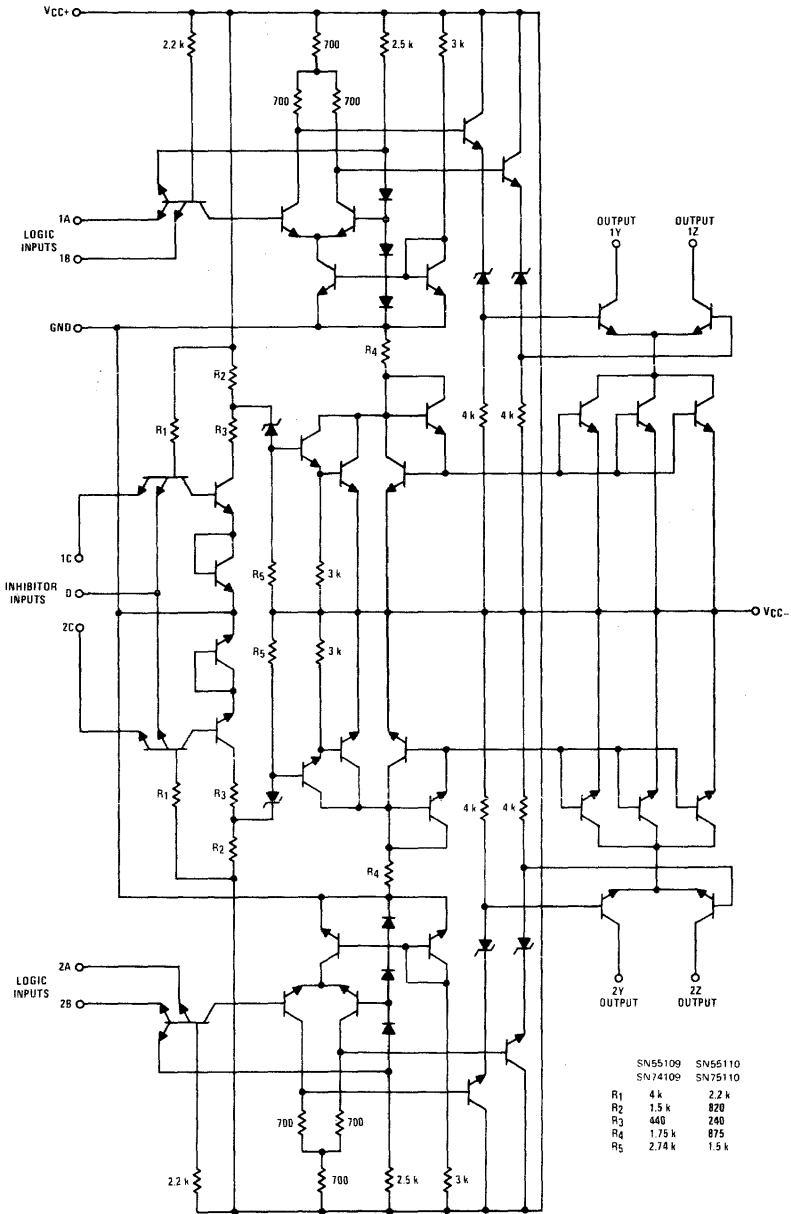 VCC+
2.2 k
700
2.5 k
3 k
700
700
1A
LOGIC
INPUTS
1B
OUTPUT
1Y
OUTPUT
1Z
GND
R4
R2
R1
R3
4 k
4 k
1C
INHIBITOR
INPUTS
D
2C
R5
3 k
VCC–
R5
3 k
R1
R3
4 k
4 k
R2
R4
2A
LOGIC
INPUTS
2B
2Y
OUTPUT
2Z
OUTPUT
700
700
2.2 k
700
2.5 k
3 k
SN55109 SN55110
SN74109 SN75110
R1 4 k 2.2 k
R2 1.5 k 820
R3 440 240
R4 1.75 k 875
R5 2.74 k 1.5 k